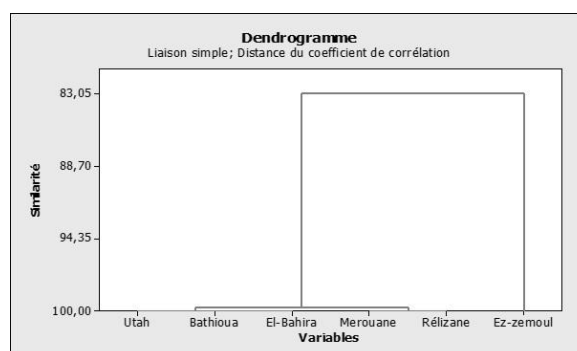 Dendrogramme
Liaison simple; Distance du coefficient de corrélation
Similarité
83,05
88,70
94,35
100,00
Utah Bathioua El-Bahira Merouane Rélizane Ez-zemoul
Variables